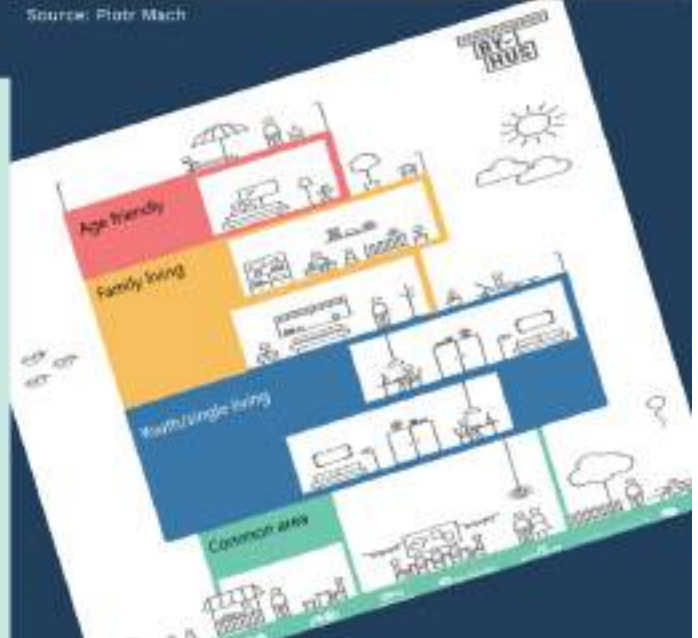 Source: Piotr Mach
BY-
HUS
Age friendly
Family living
Youth/single living
Common area